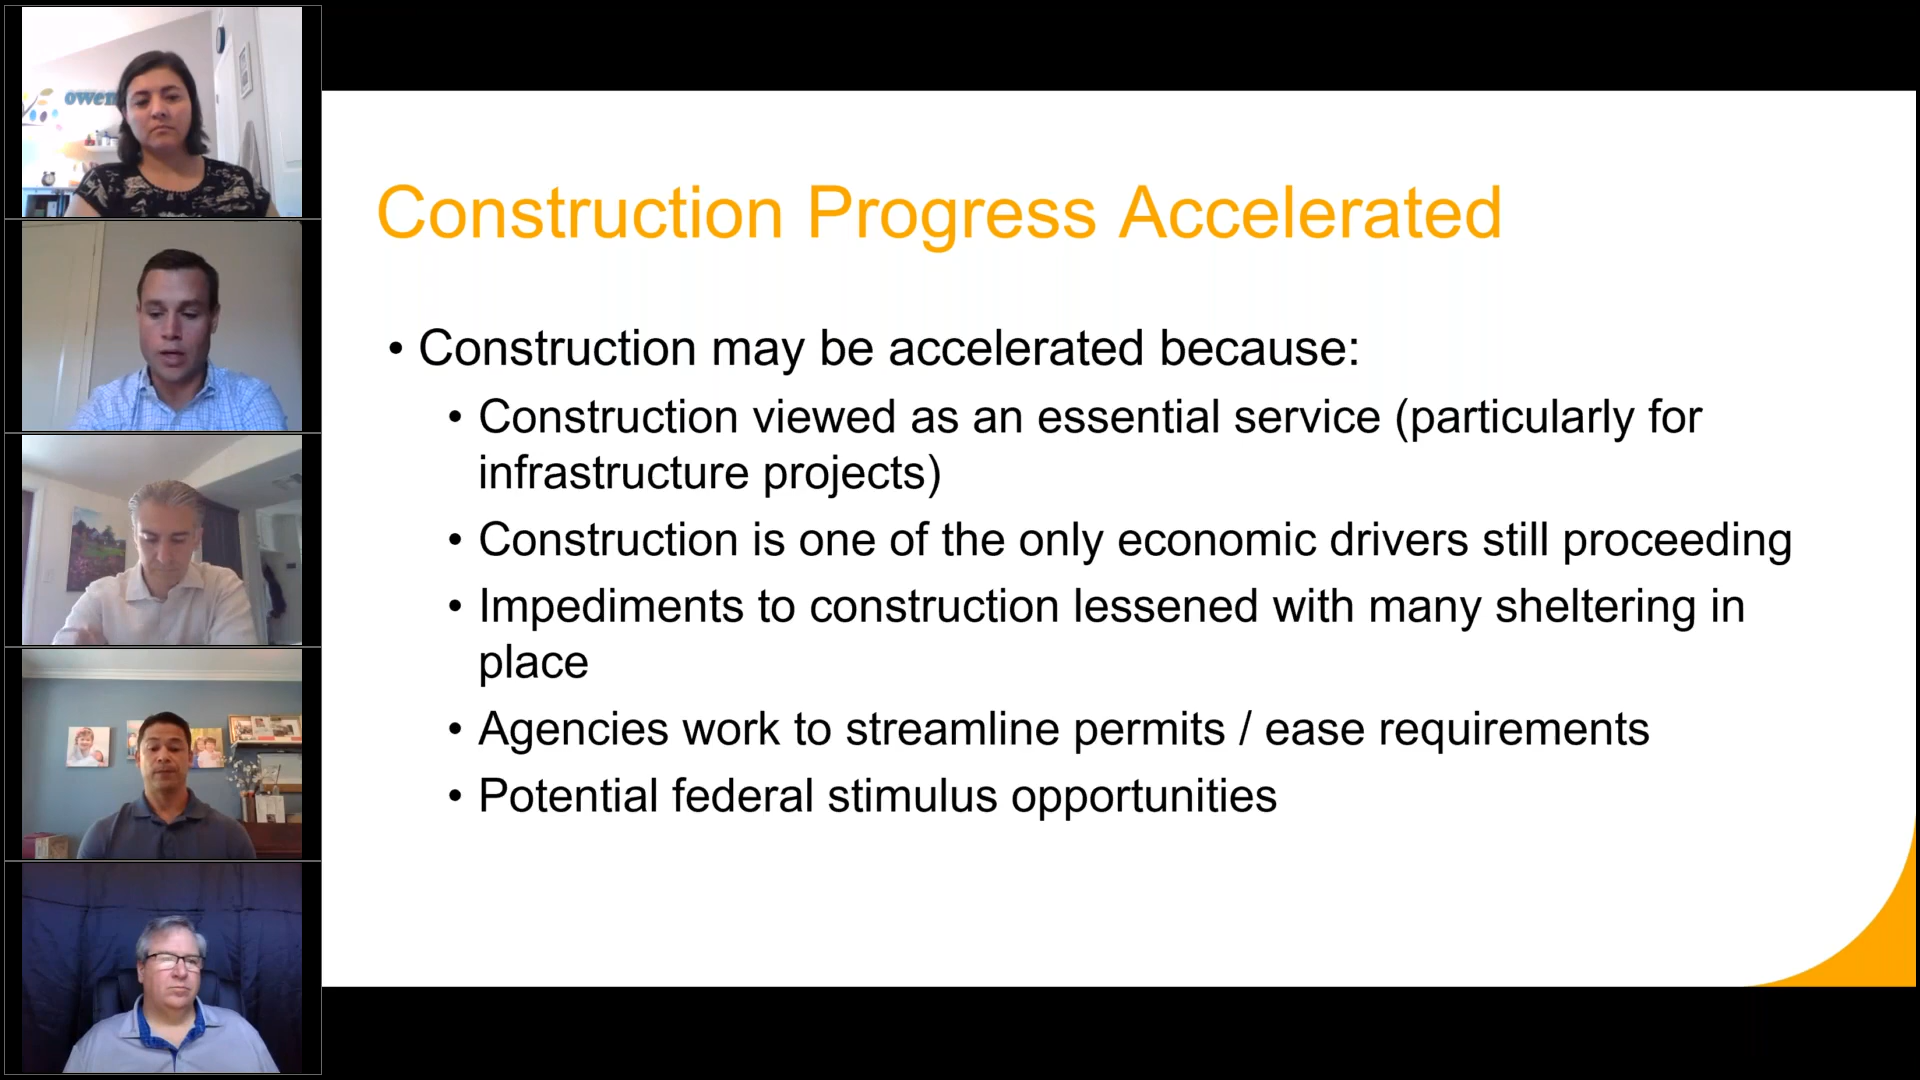 owen
Construction Progress Accelerated
• Construction may be accelerated because:
• Construction viewed as an essential service (particularly for
infrastructure projects)
• Construction is one of the only economic drivers still proceeding
• Impediments to construction lessened with many sheltering in
place
• Agencies work to streamline permits / ease requirements
• Potential federal stimulus opportunities